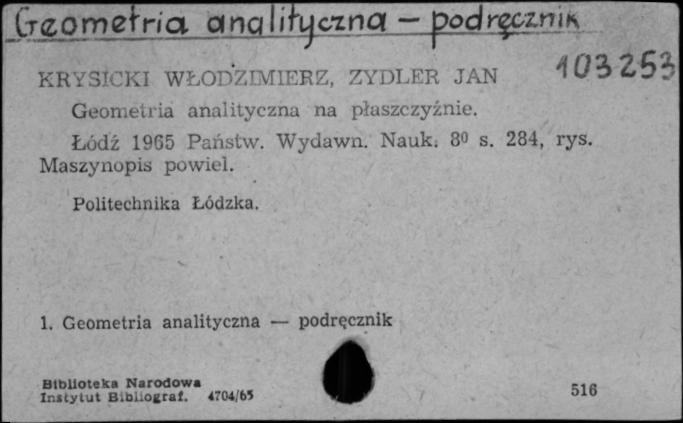 Geometria analityczna — podręcznik
103253
KRYSICKI WŁODZIMIERZ, ZYDLER JAN
Geometria analityczna na płaszczyźnie.
Łódź 1965 Państw. Wydawn. Nauk. 8⁰ s. 284, rys.
Maszynopis powiel.
Politechnika Łódzka.
1. Geometria analityczna — podręcznik
Biblioteka Narodowa
Instytut Bibliograf. 4704/65
516